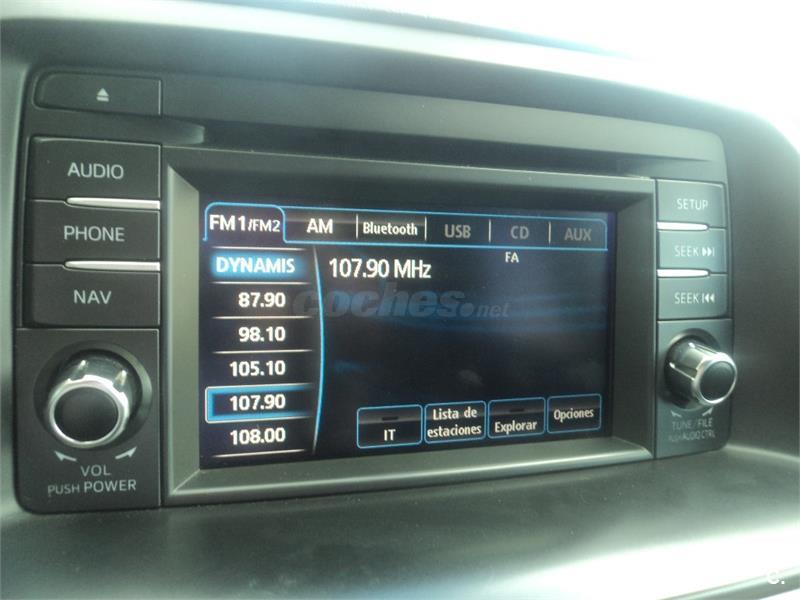 AUDIO
PHONE
NAV
VOL
PUSH POWER
FM1/FM2
AM
Bluetooth
USB
CD
AUX
DYNAMIS
107.90 MHz
FA
87.90
98.10
105.10
107.90
108.00
coches.net
IT
Lista de
estaciones
Explorar
Opciones
SETUP
SEEK
SEEK
TUNE/FILE
PUSH AUDIO CTRL
c.